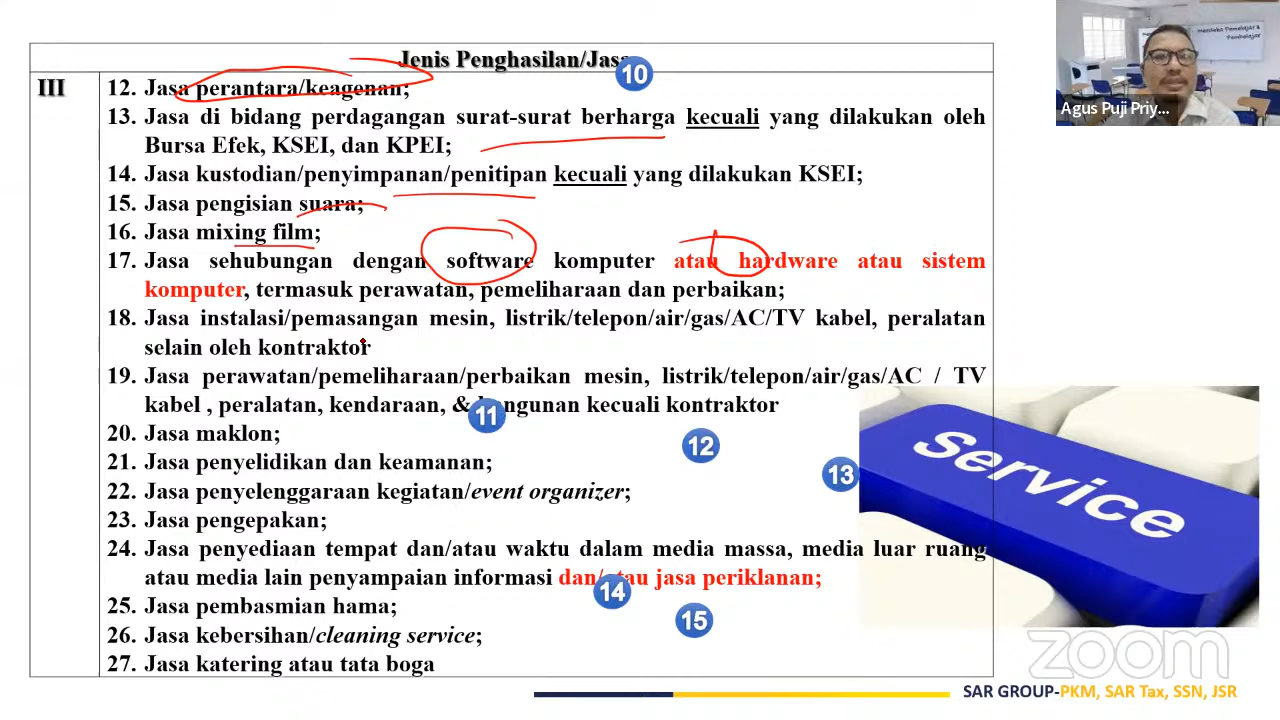 Jenis Penghasilan/Jasa
10
III
12. Jasa perantara/keagenan;
13. Jasa di bidang perdagangan surat-surat berharga kecuali yang dilakukan oleh
Bursa Efek, KSEI, dan KPEI;
14. Jasa kustodian/penyimpanan/penitipan kecuali yang dilakukan KSEI;
15. Jasa pengisian suara;
16. Jasa mixing film;
17. Jasa sehubungan dengan software komputer atau hardware atau sistem
komputer, termasuk perawatan, pemeliharaan dan perbaikan;
18. Jasa instalasi/pemasangan mesin, listrik/telepon/air/gas/AC/TV kabel, peralatan
selain oleh kontraktor
19. Jasa perawatan/pemeliharaan/perbaikan mesin, listrik/telepon/air/gas/AC / TV
kabel , peralatan, kendaraan, & bangunan kecuali kontraktor
11
20. Jasa maklon;
12
21. Jasa penyelidikan dan keamanan;
13
22. Jasa penyelenggaraan kegiatan/event organizer;
23. Jasa pengepakan;
24. Jasa penyediaan tempat dan/atau waktu dalam media massa, media luar ruang
atau media lain penyampaian informasi dan/atau jasa periklanan;
14
25. Jasa pembasmian hama;
15
26. Jasa kebersihan/cleaning service;
27. Jasa katering atau tata boga
Service
zoom
SAR GROUP-PKM, SAR Tax, SSN, JSR
Agus Puji Priy...
Merdeka Pemelajar &
Pembelajar